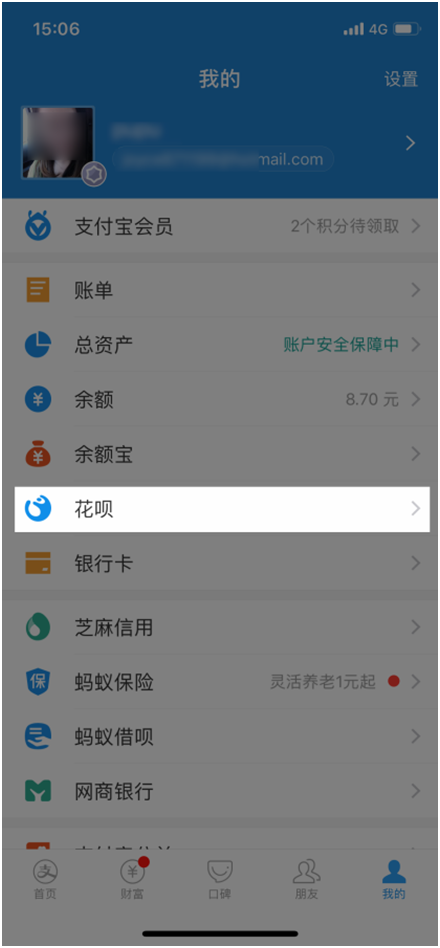 15:06
4G
我的
设置
mail.com
支付宝会员
2个积分待领取
账单
总资产
账户安全保障中
余额
8.70 元
余额宝
花呗
银行卡
芝麻信用
蚂蚁保险
灵活养老1元起
蚂蚁借呗
网商银行
首页
财富
口碑
朋友
我的